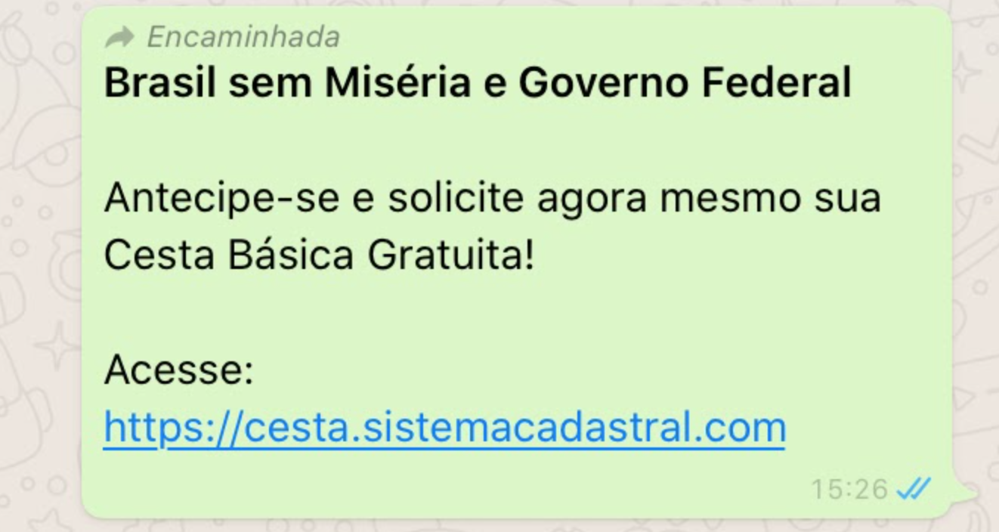 Encaminhada
Brasil sem Miséria e Governo Federal
Antecipe-se e solicite agora mesmo sua
Cesta Básica Gratuita!
Acesse:
https://cesta.sistemacadastral.com
15:26